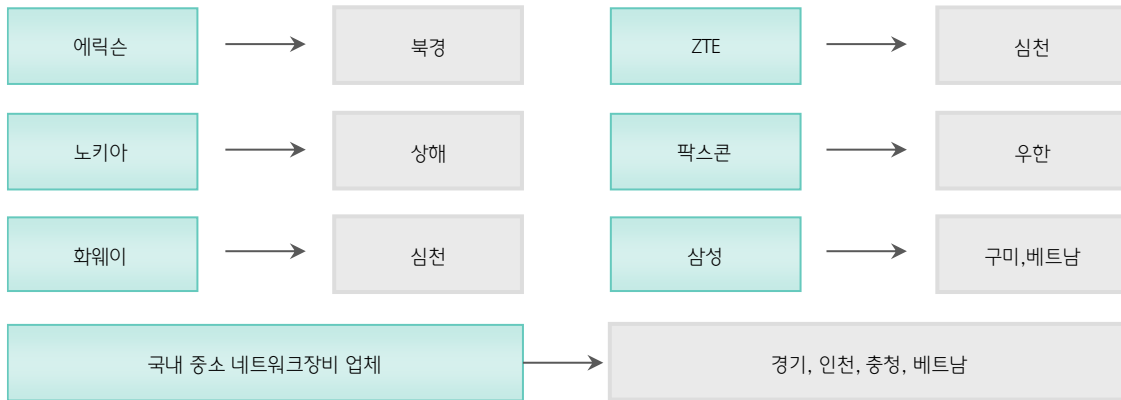 에릭슨 북경 ZTE 심천
노키아 상해 팍스콘 우한
화웨이 심천 삼성 구미,베트남
국내 중소 네트워크장비 업체 경기, 인천, 충청, 베트남